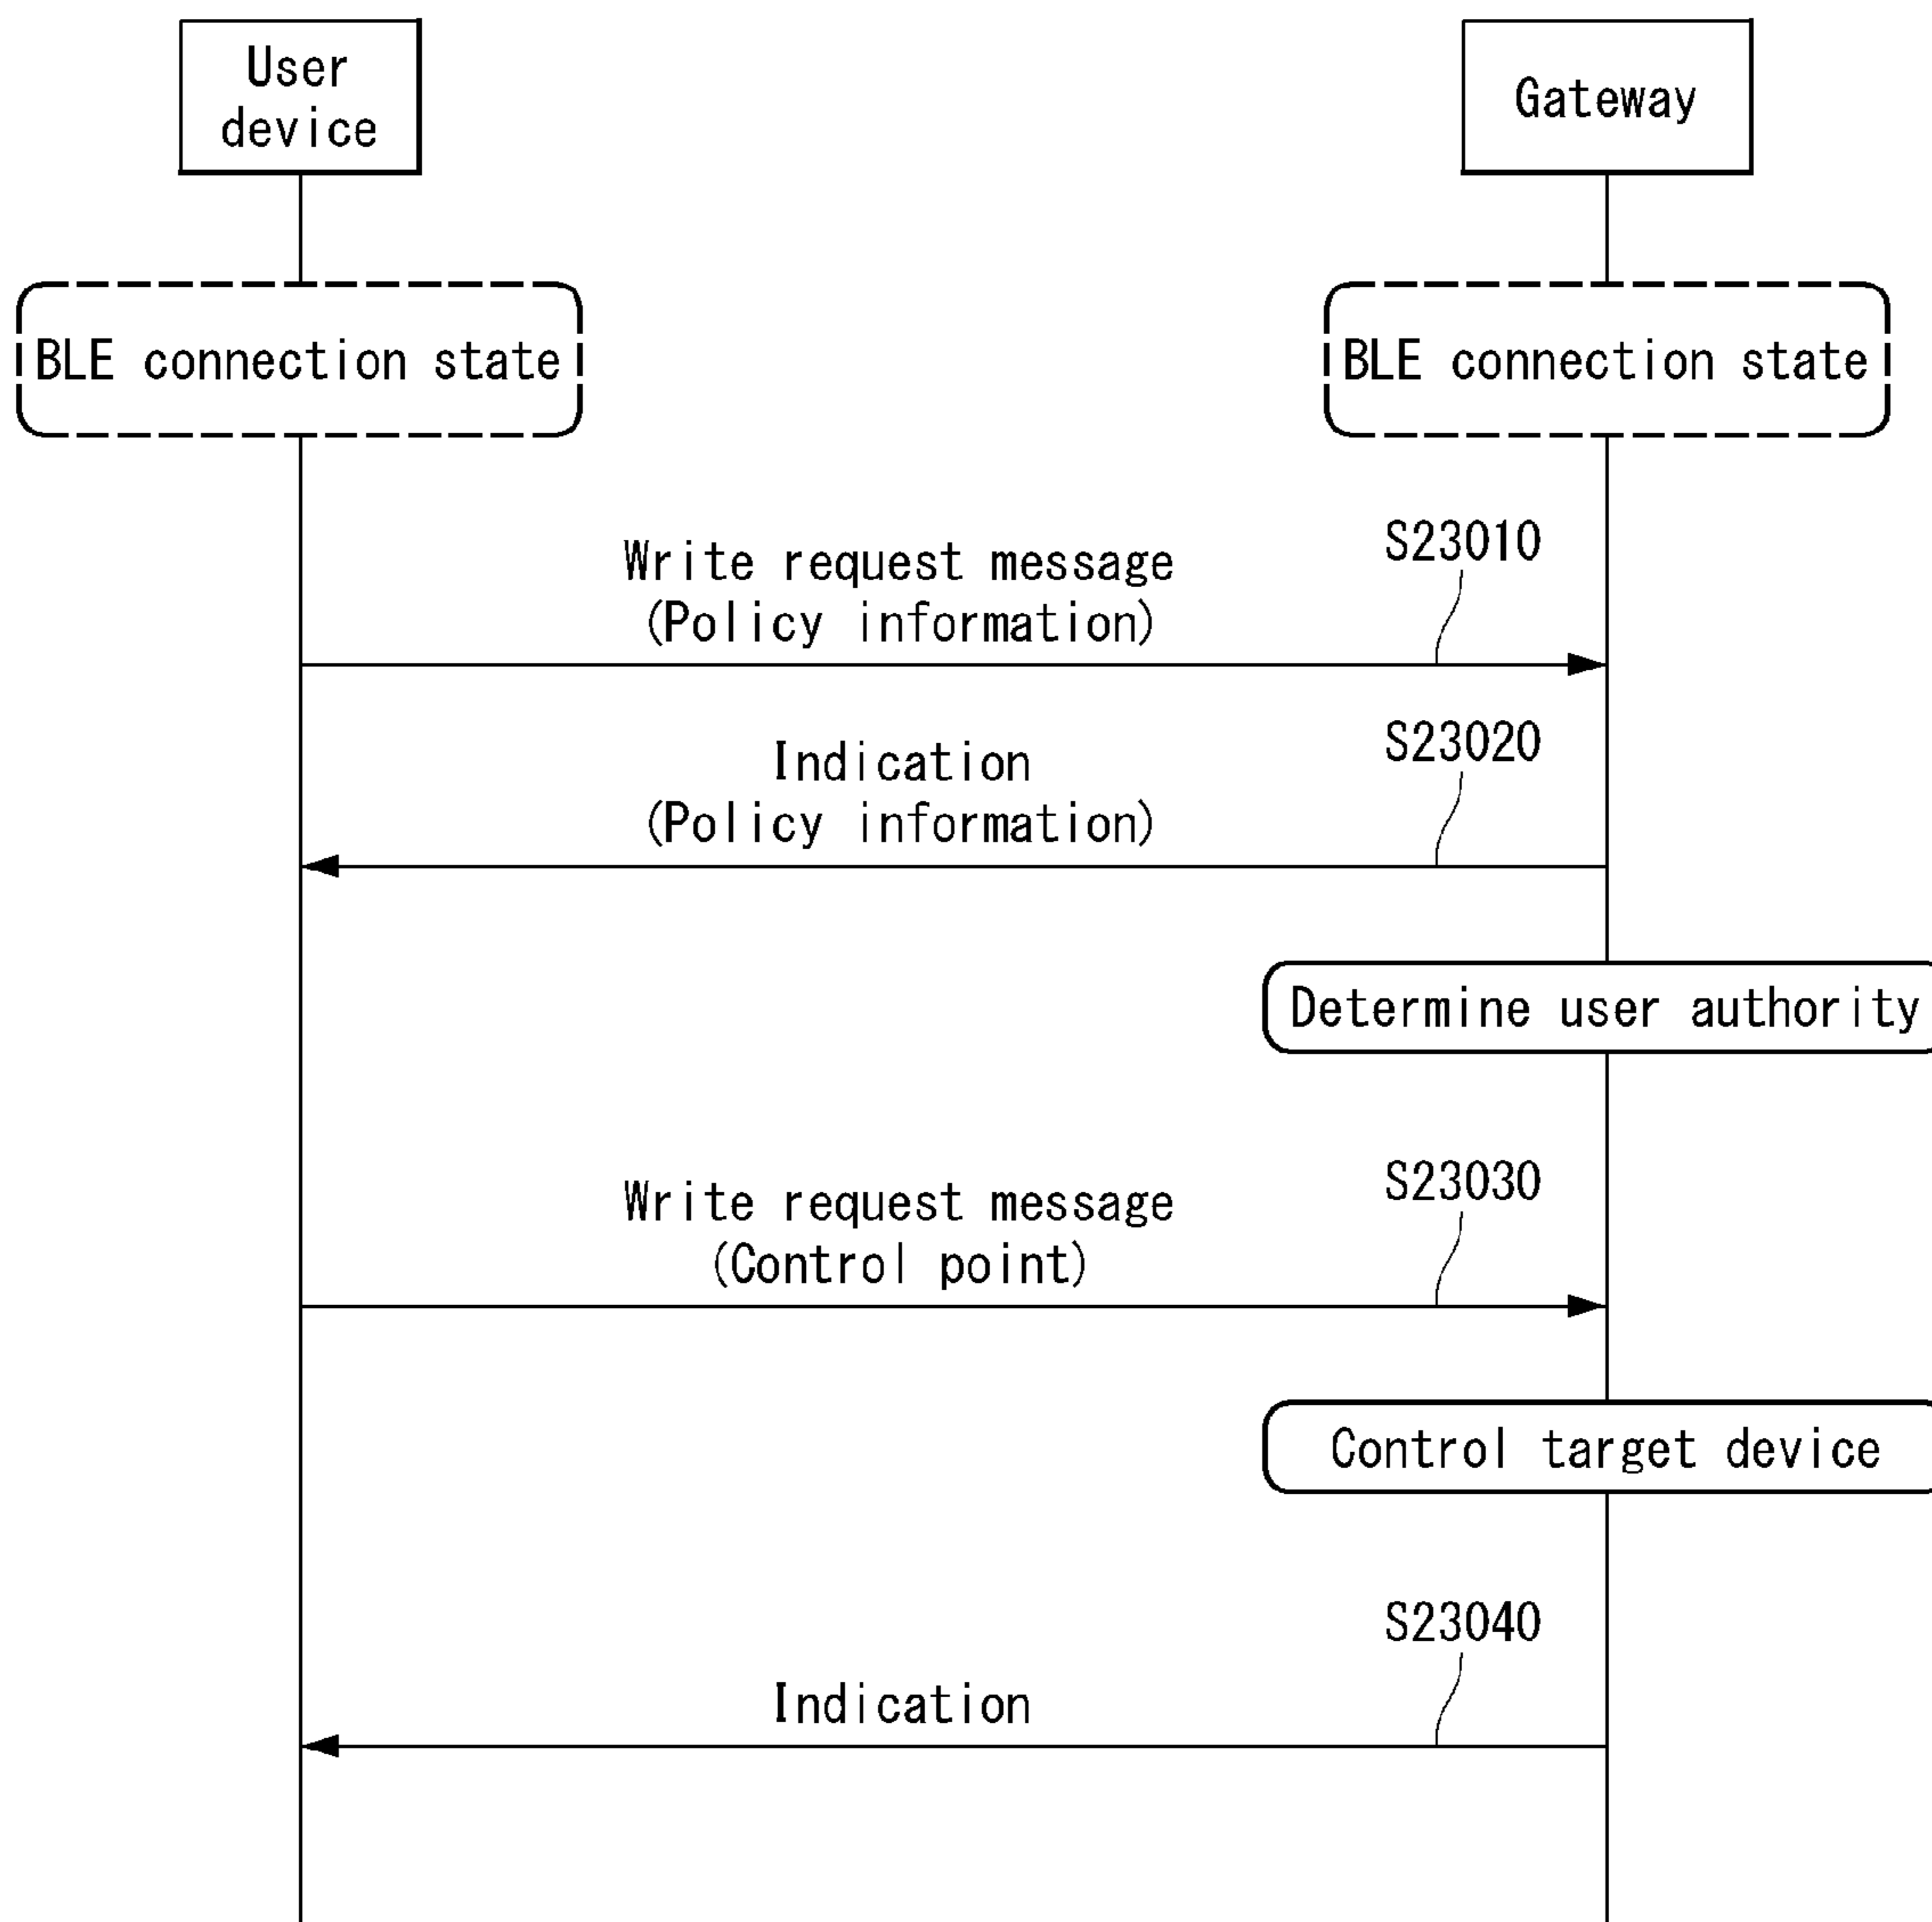 User
device
Gateway
BLE connection state
BLE connection state
Write request message
(Policy information)
S23010
Indication
(Policy information)
S23020
Determine user authority
Write request message
(Control point)
S23030
Control target device
S23040
Indication